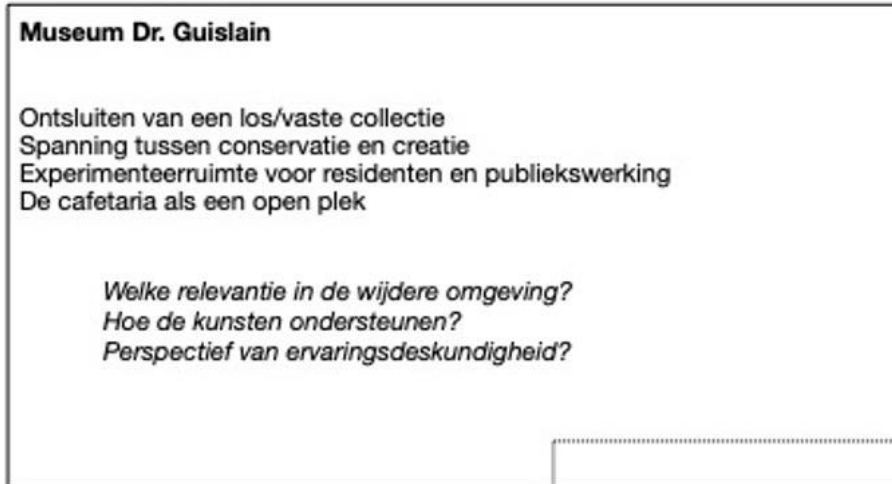 Museum Dr. Guislain
Ontsluiten van een los/vaste collectie
Spanning tussen conservatie en creatie
Experimenteerruimte voor residenten en publiekswerking
De cafetaria als een open plek
Welke relevantie in de wijdere omgeving?
Hoe de kunsten ondersteunen?
Perspectief van ervaringsdeskundigheid?